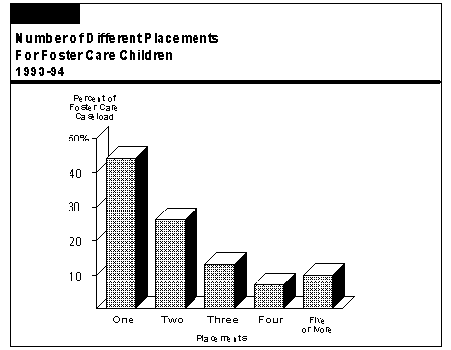 Number of Different Placements
For Foster Care Children
1993-94
Percent of
Foster Care
Caseload
50%
40
30
20
10
One Two Three Four Five
or More
Placements